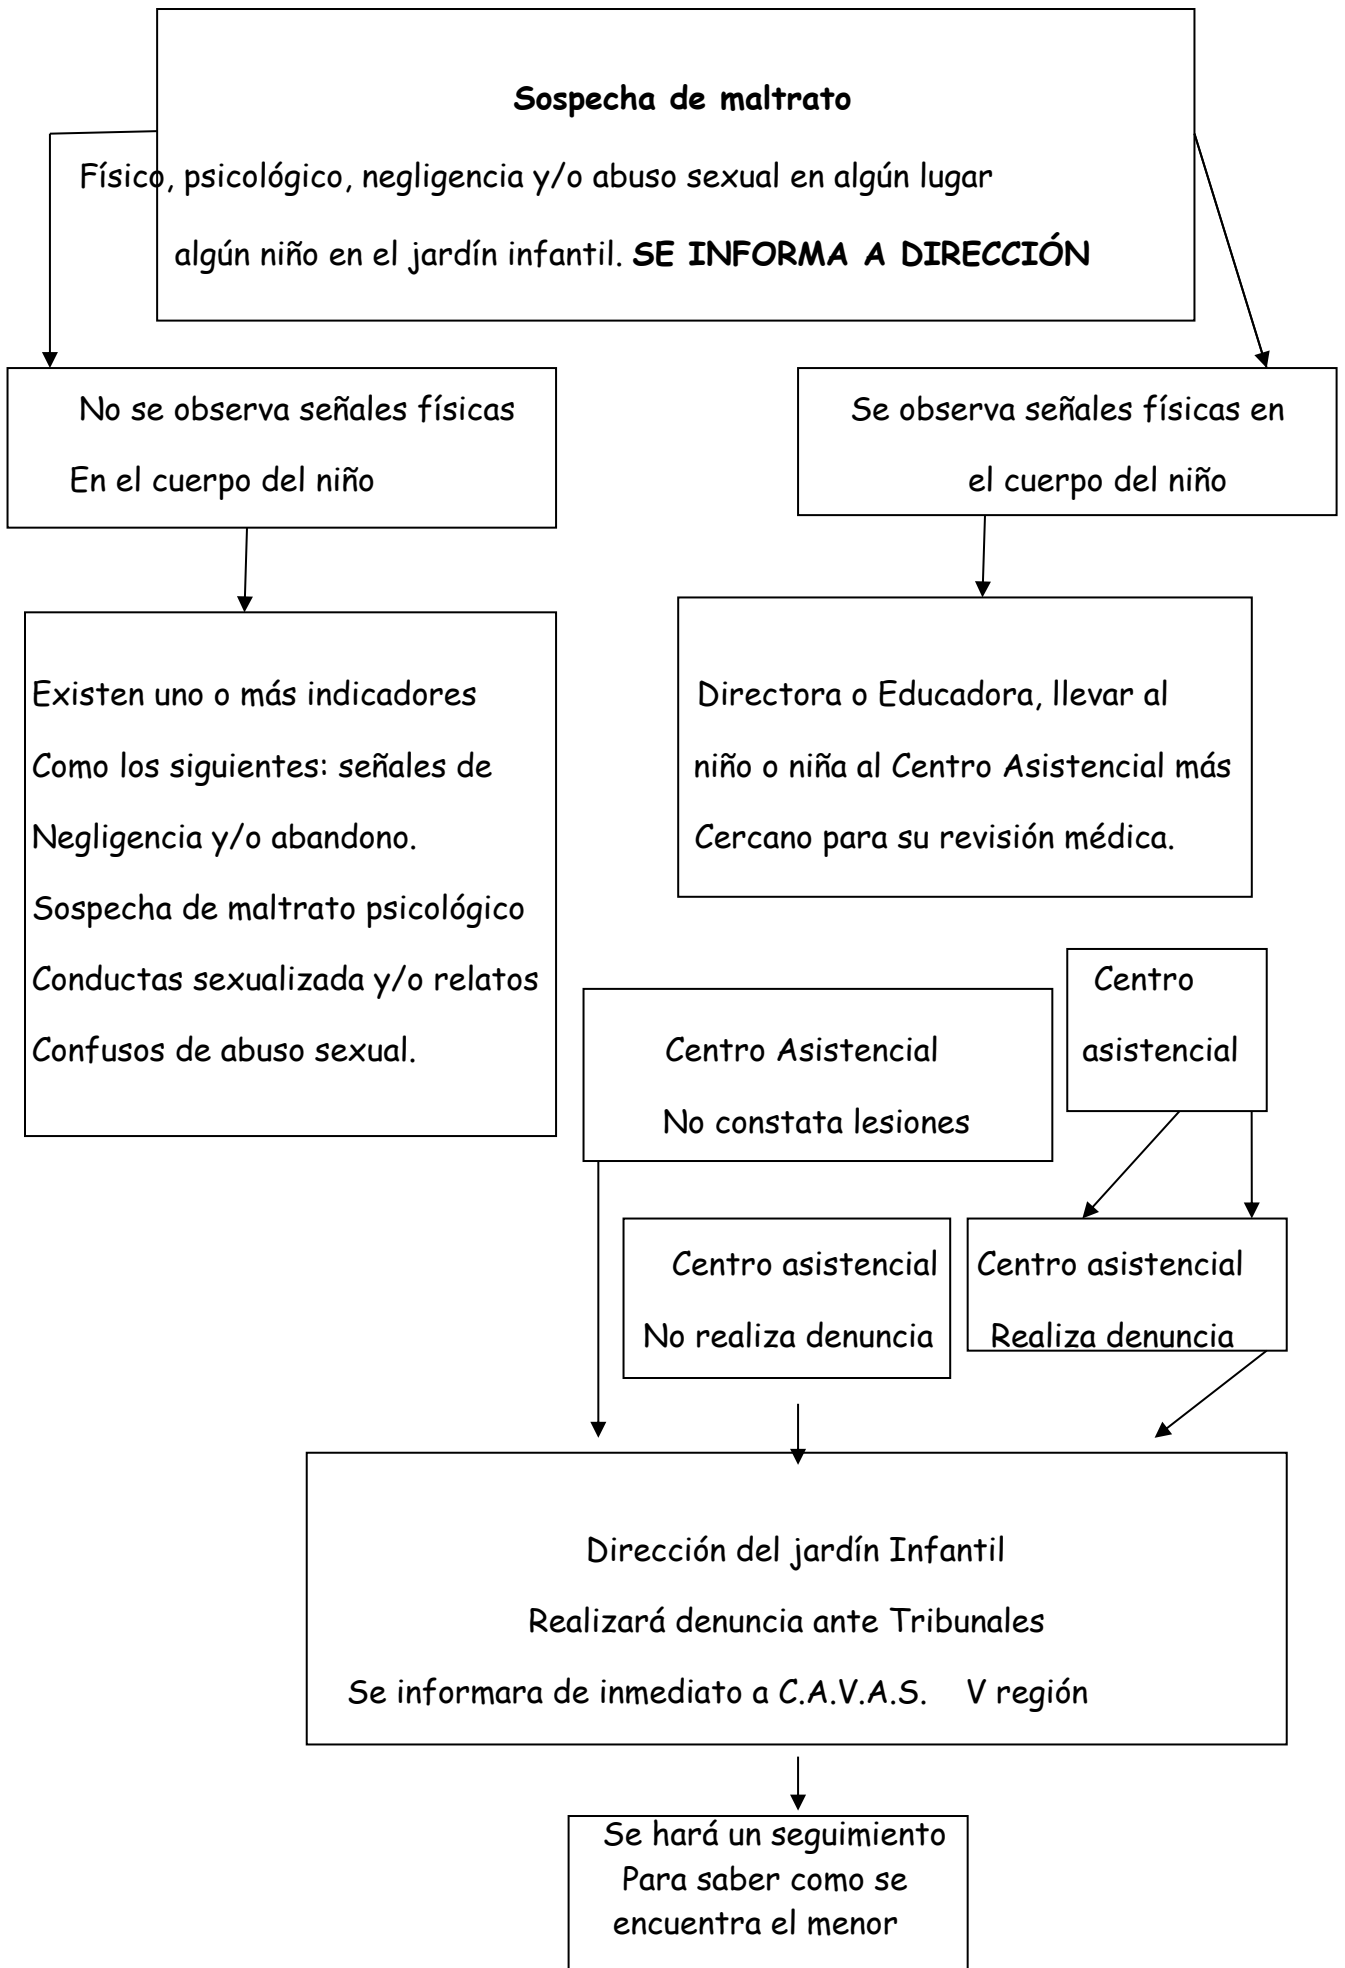 Sospecha de maltrato
Físico, psicológico, negligencia y/o abuso sexual en algún lugar
algún niño en el jardín infantil. SE INFORMA A DIRECCIÓN
No se observa señales físicas
En el cuerpo del niño
Se observa señales físicas en
el cuerpo del niño
Existen uno o más indicadores
Como los siguientes: señales de
Negligencia y/o abandono.
Sospecha de maltrato psicológico
Conductas sexualizada y/o relatos
Confusos de abuso sexual.
Directora o Educadora, llevar al
niño o niña al Centro Asistencial más
Cercano para su revisión médica.
Centro Asistencial
No constata lesiones
Centro
asistencial
Centro asistencial
No realiza denuncia
Centro asistencial
Realiza denuncia
Dirección del jardín Infantil
Realizará denuncia ante Tribunales
Se informara de inmediato a C.A.V.A.S. V región
Se hará un seguimiento
Para saber como se
encuentra el menor